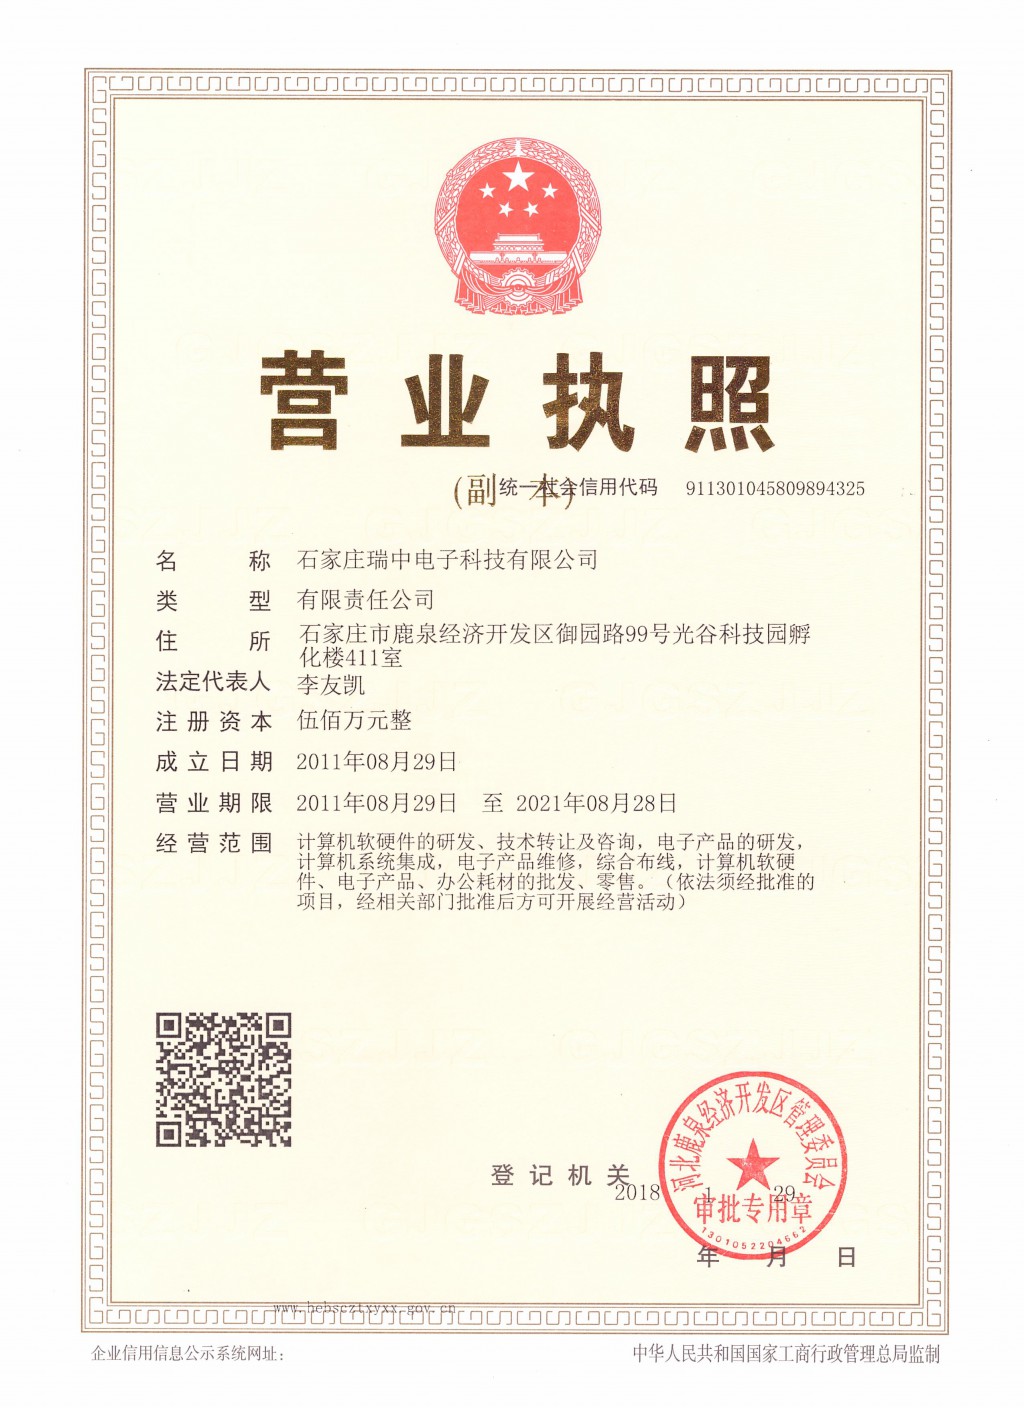 营业执照
(副本)
统一社会信用代码 911301045809894325
名称 石家庄瑞中电子科技有限公司
类型 有限责任公司
住所 石家庄市鹿泉经济开发区御园路99号光谷科技园孵
化楼411室
法定代表人 李友凯
注册资本 伍佰万元整
成立日期 2011年08月29日
营业期限 2011年08月29日 至 2021年08月28日
经营范围 计算机软硬件的研发、技术转让及咨询，电子产品的研发，
计算机系统集成，电子产品维修，综合布线，计算机软硬
件、电子产品、办公耗材的批发、零售。（依法须经批准的
项目，经相关部门批准后方可开展经营活动）
河北鹿泉经济开发区管理委员会
登记机关
2018 1 29
审批专用章
1301052204662
年 月 日
www.hebscztxyxx.gov.cn
企业信用信息公示系统网址：
中华人民共和国国家工商行政管理总局监制